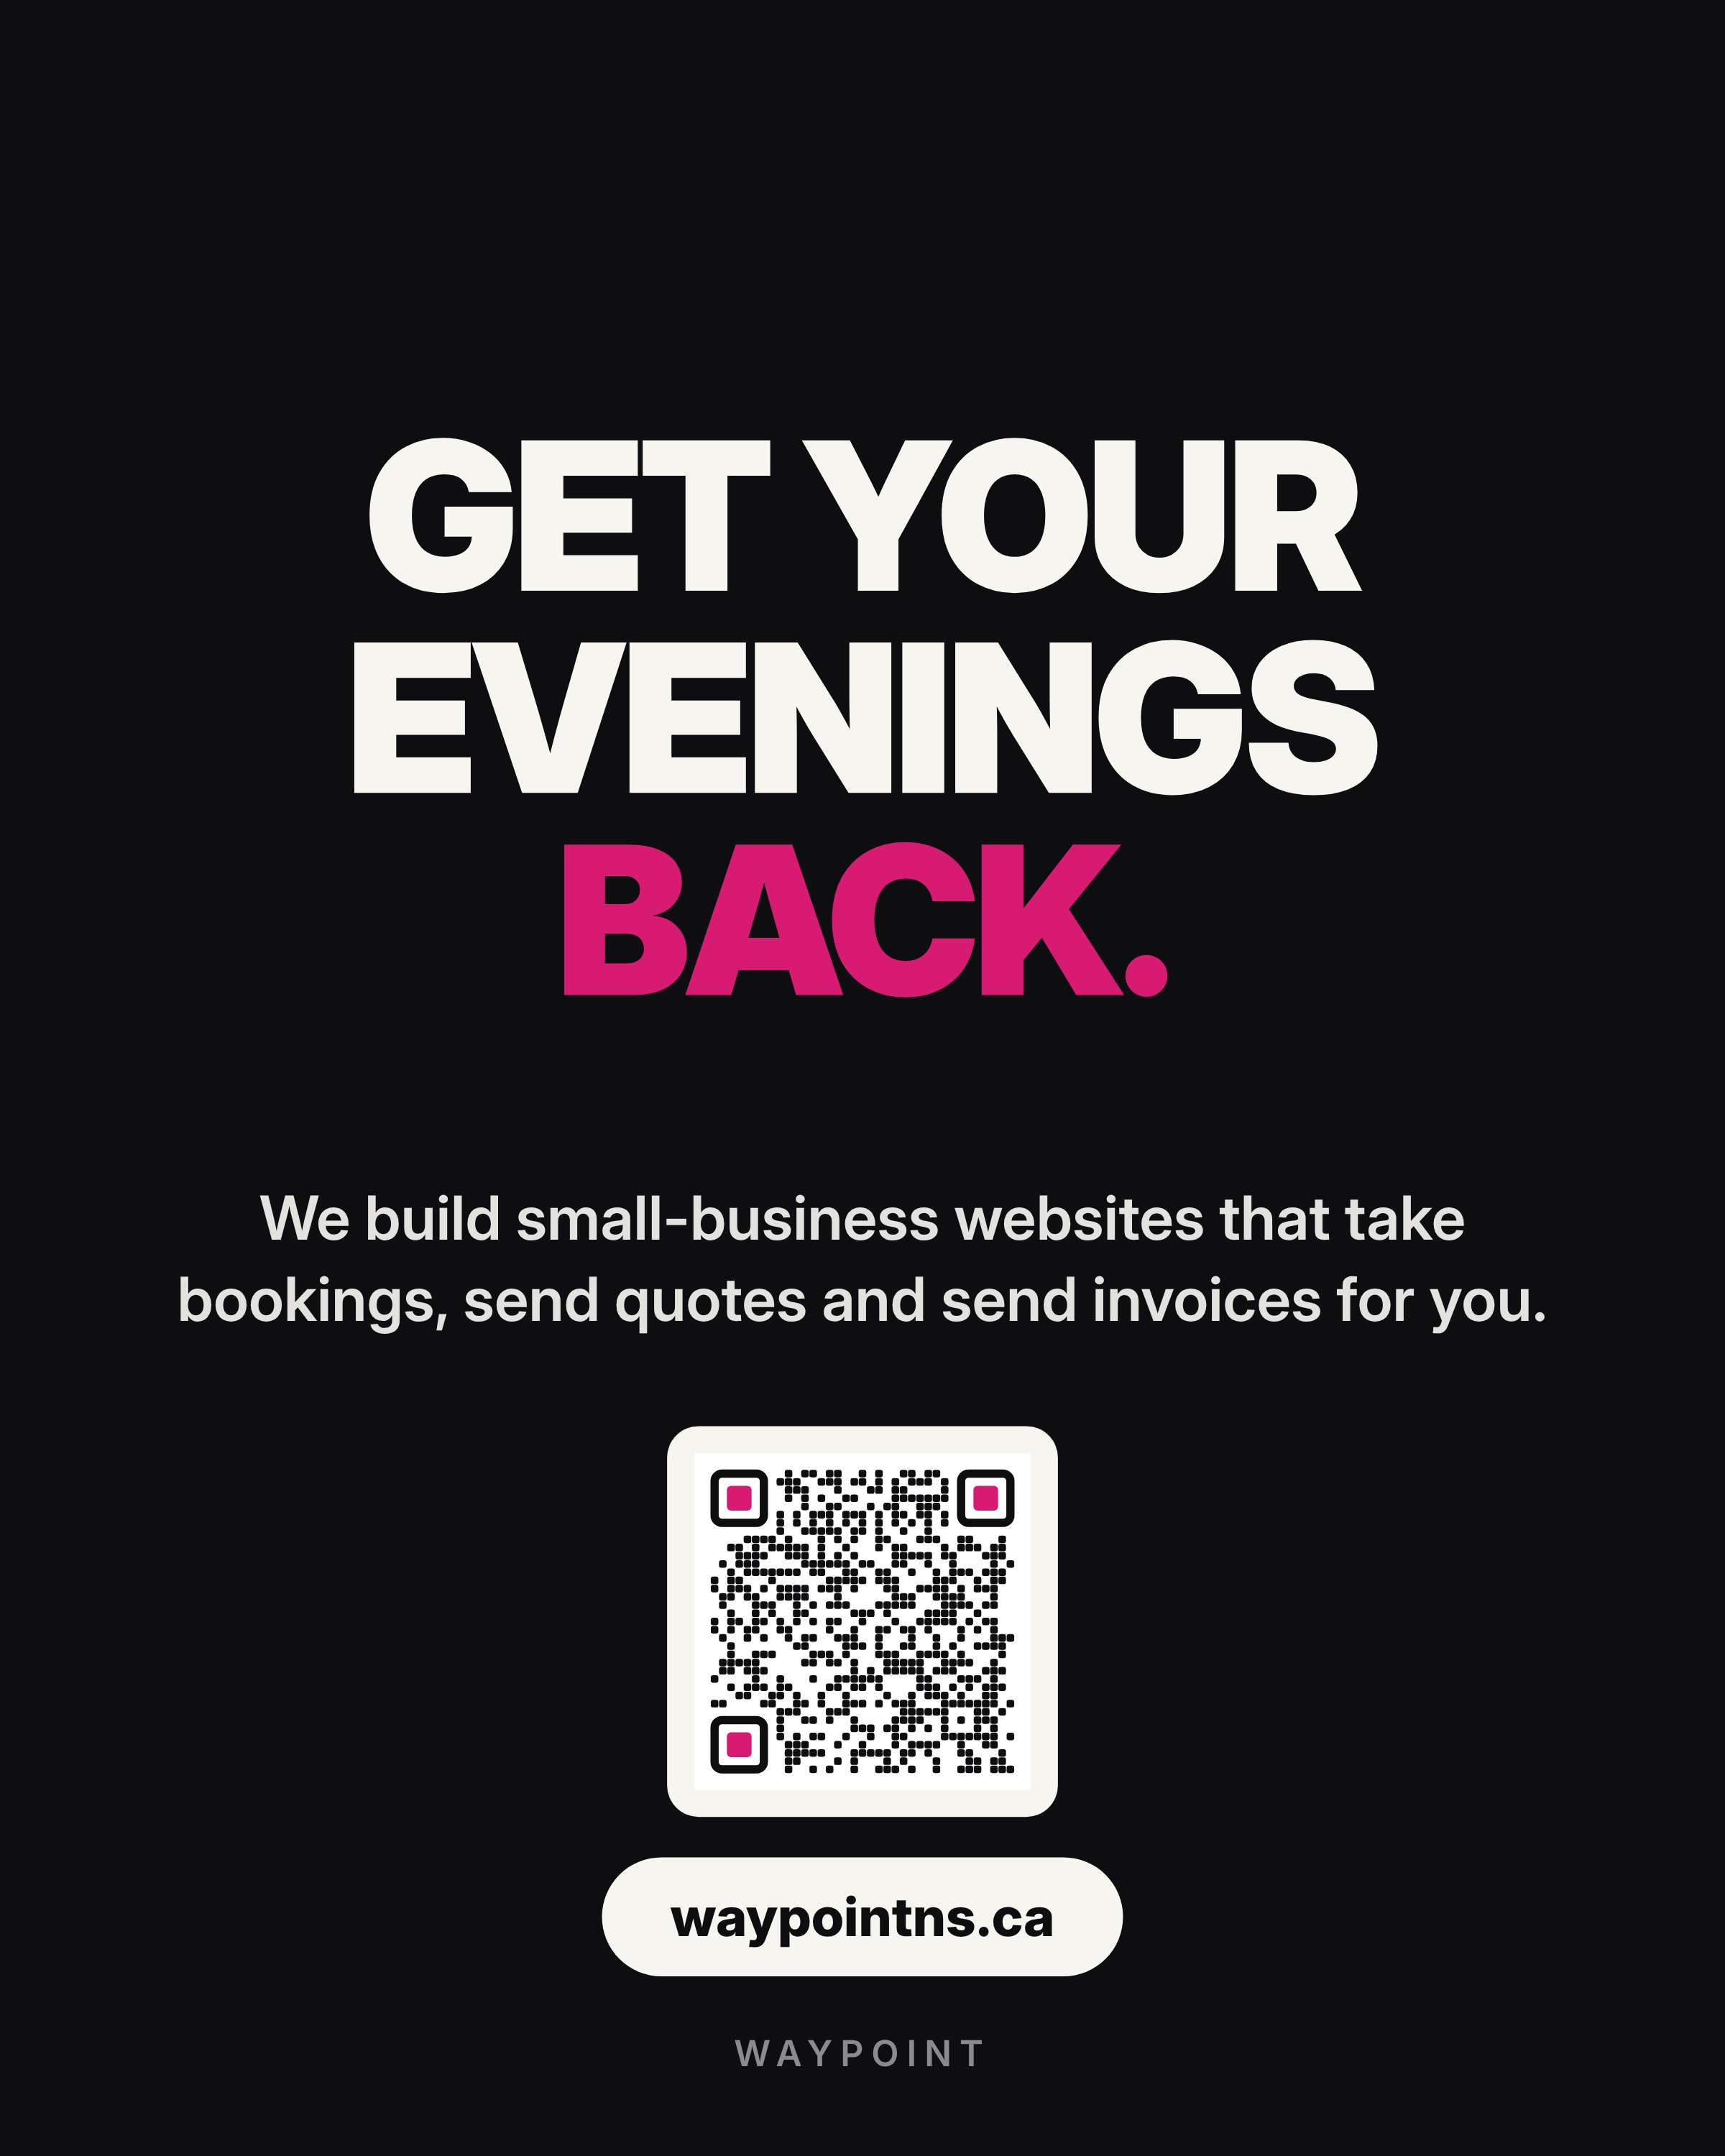 GET YOUR
EVENINGS
BACK.
We build small-business websites that take
bookings, send quotes and send invoices for you.
waypointns.ca
WAYPOINT